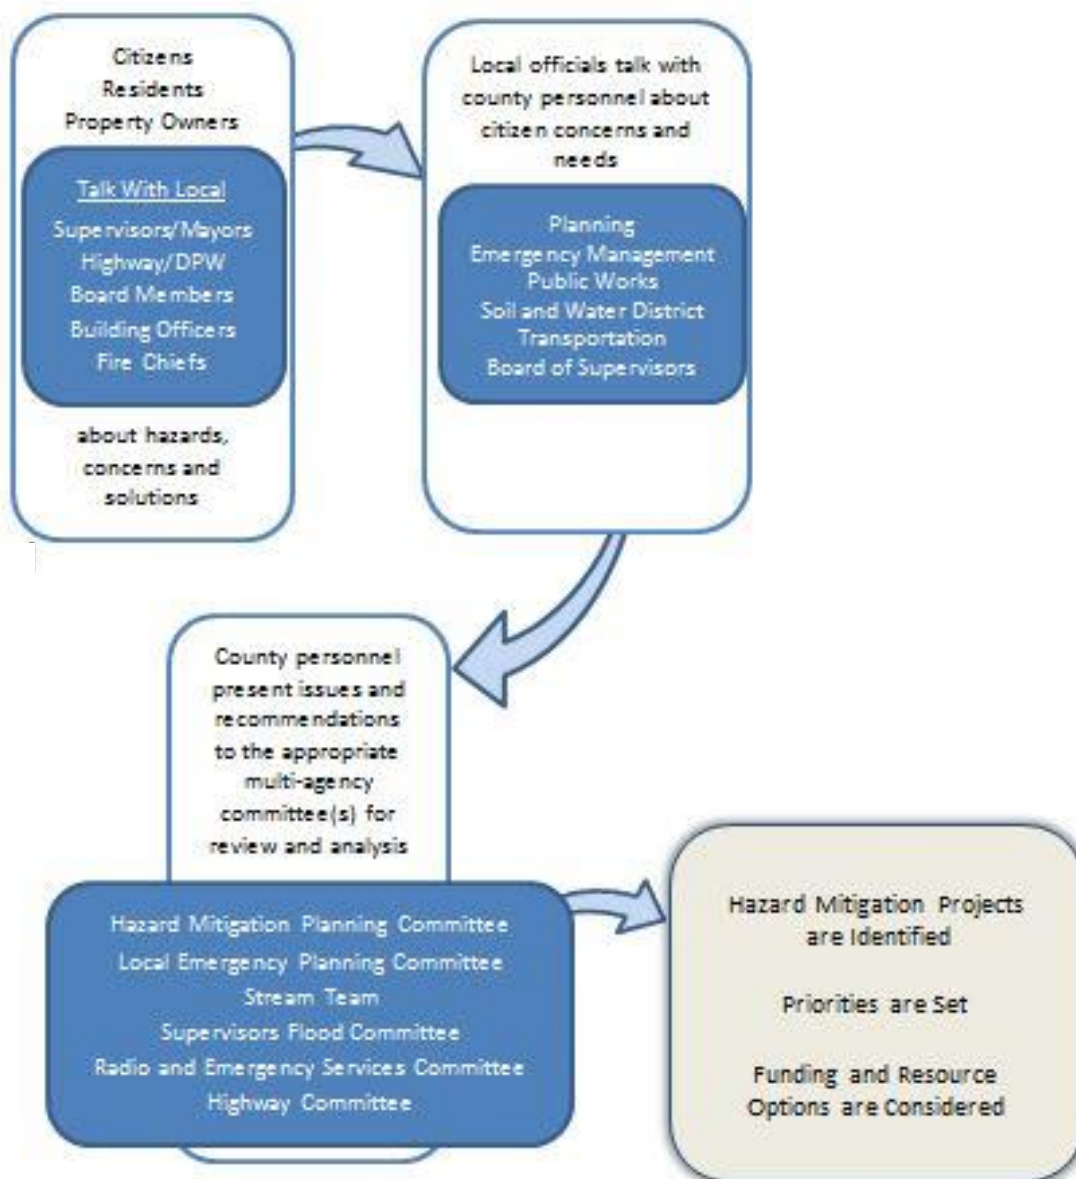 Citizens
Residents
Property Owners
Talk With Local
Supervisors/Mayors
Highway/DPW
Board Members
Building Officers
Fire Chiefs
about hazards,
concerns and
solutions
Local officials talk with
county personnel about
citizen concerns and
needs
Planning
Emergency Management
Public Works
Soil and Water District
Transportation
Board of Supervisors
County personnel
present issues and
recommendations
to the appropriate
multi-agency
committee(s) for
review and analysis
Hazard Mitigation Planning Committee
Local Emergency Planning Committee
Stream Team
Supervisors Flood Committee
Radio and Emergency Services Committee
Highway Committee
Hazard Mitigation Projects
are Identified
Priorities are Set
Funding and Resource
Options are Considered